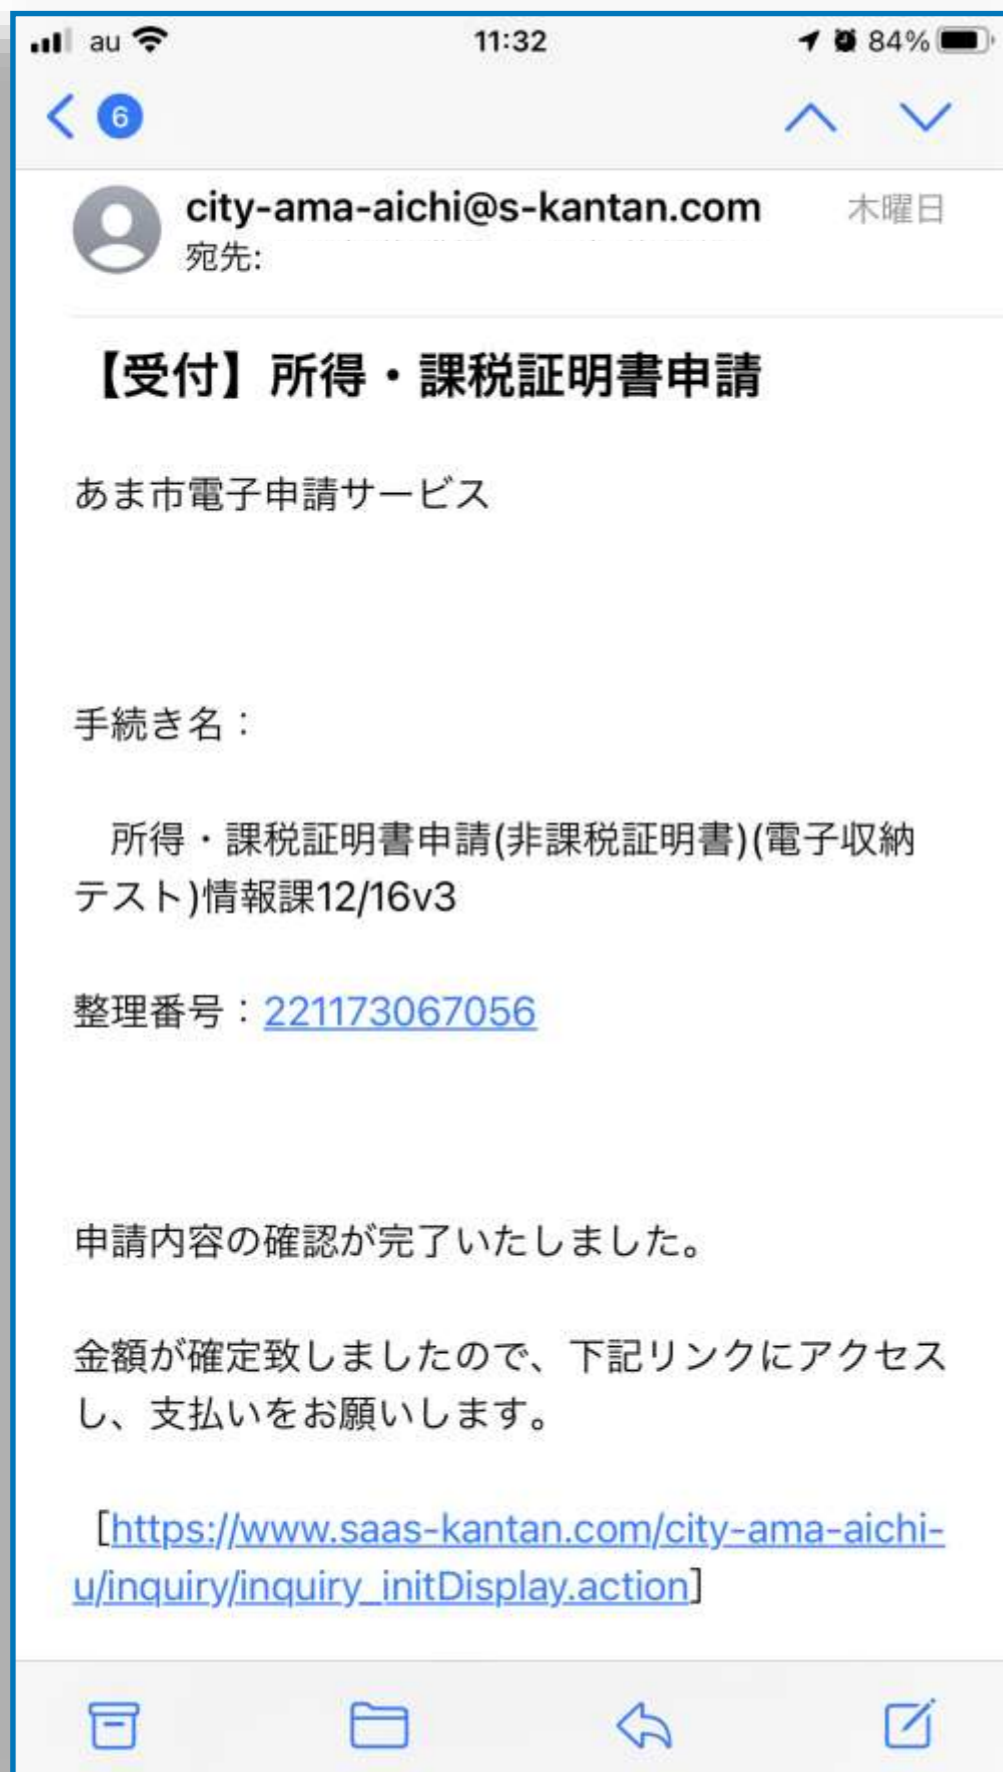 au 11:32 84%
6
city-ama-aichi@s-kantan.com 木曜日
宛先:
【受付】所得・課税証明書申請
あま市電子申請サービス
手続き名：
所得・課税証明書申請(非課税証明書)(電子収納
テスト)情報課12/16v3
整理番号：221173067056
申請内容の確認が完了いたしました。
金額が確定致しましたので、下記リンクにアクセス
し、支払いをお願いします。
[https://www.saas-kantan.com/city-ama-aichi-
u/inquiry/inquiry_initDisplay.action]